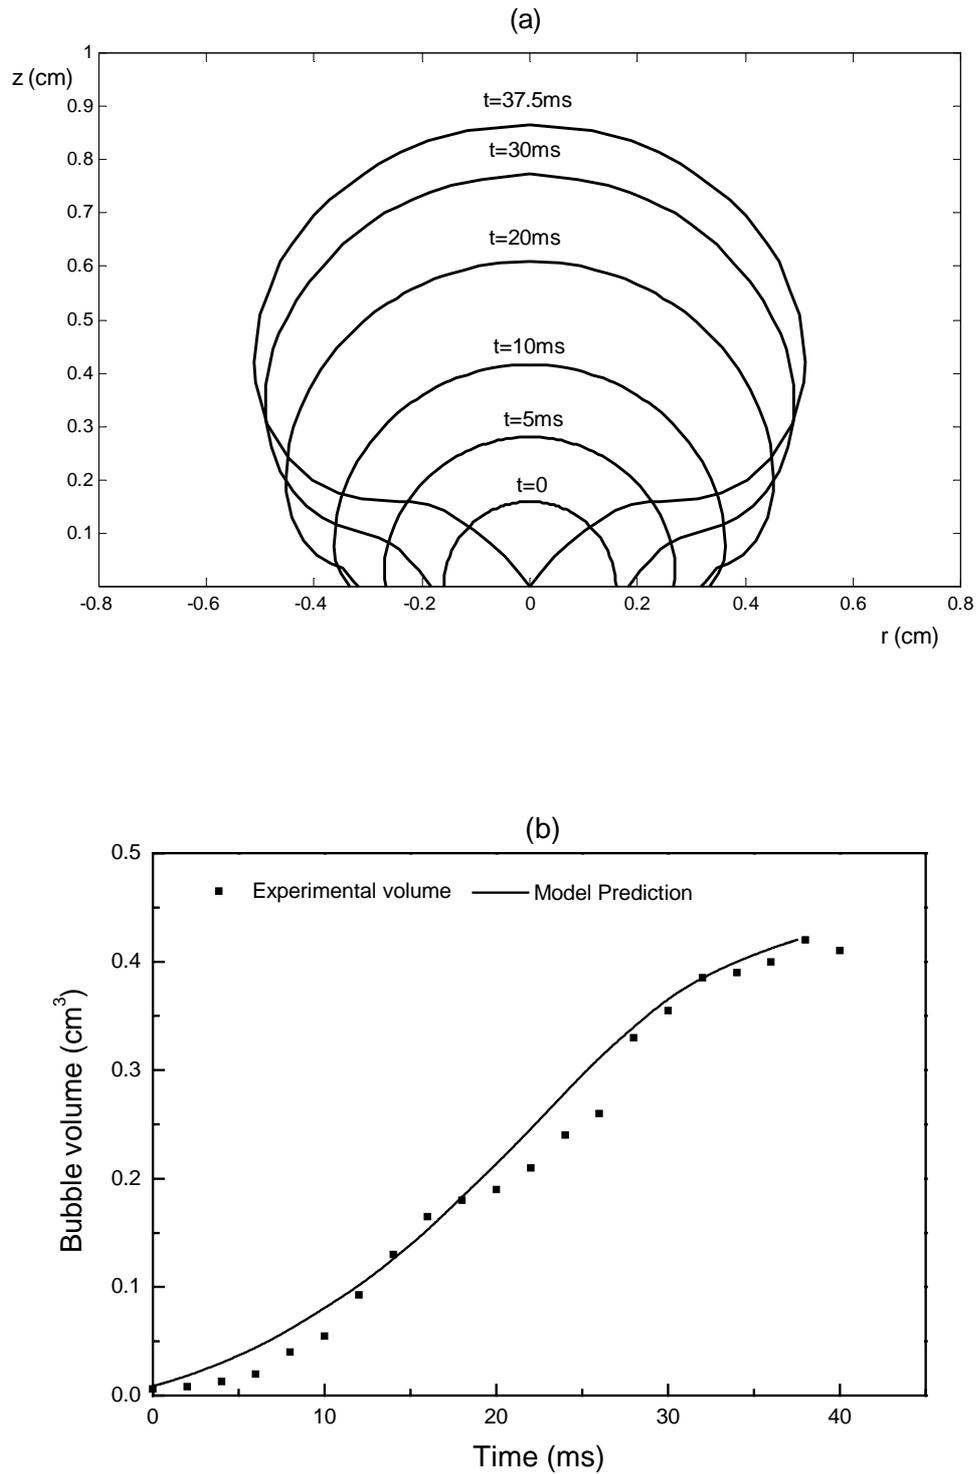 (a)
1
z (cm)
0.9
t=37.5ms
0.8
t=30ms
0.7
t=20ms
0.6
0.5
t=10ms
0.4
t=5ms
0.3
t=0
0.2
0.1
-0.8 -0.6 -0.4 -0.2 0 0.2 0.4 0.6 0.8
r (cm)
(b)
0.5
Experimental volume Model Prediction
0.4
0.3
0.2
0.1
0.0
Bubble volume (cm³)
0 10 20 30 40
Time (ms)